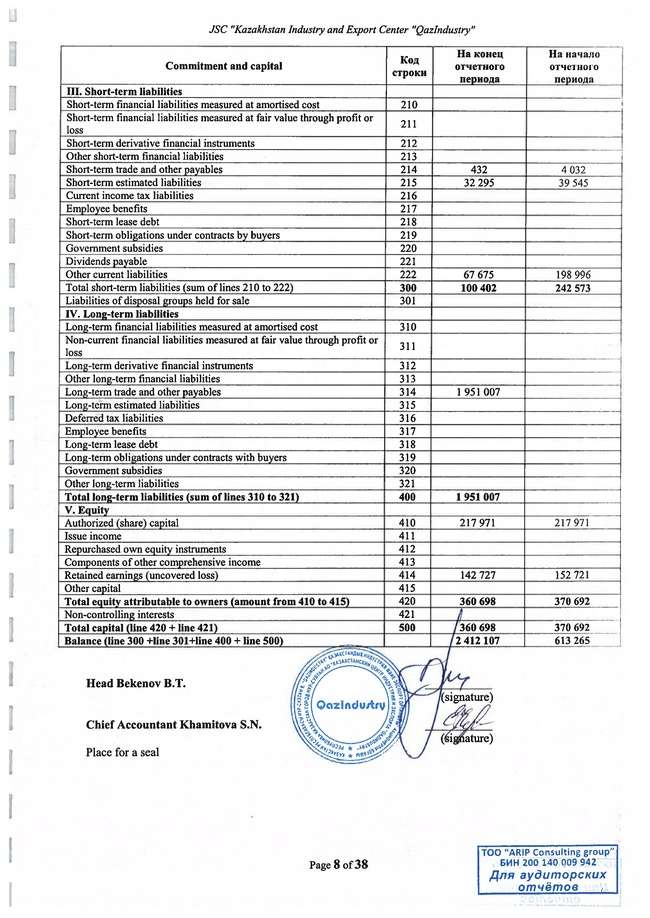 JSC "Kazakhstan Industry and Export Center "QazIndustry"
Commitment and capital Код строки На конец отчетного периода На начало отчетного периода
III. Short-term liabilities
Short-term financial liabilities measured at amortised cost 210
Short-term financial liabilities measured at fair value through profit or loss 211
Short-term derivative financial instruments 212
Other short-term financial liabilities 213
Short-term trade and other payables 214 432 4 032
Short-term estimated liabilities 215 32 295 39 545
Current income tax liabilities 216
Employee benefits 217
Short-term lease debt 218
Short-term obligations under contracts by buyers 219
Government subsidies 220
Dividends payable 221
Other current liabilities 222 67 675 198 996
Total short-term liabilities (sum of lines 210 to 222) 300 100 402 242 573
Liabilities of disposal groups held for sale 301
IV. Long-term liabilities
Long-term financial liabilities measured at amortised cost 310
Non-current financial liabilities measured at fair value through profit or loss 311
Long-term derivative financial instruments 312
Other long-term financial liabilities 313
Long-term trade and other payables 314 1 951 007
Long-term estimated liabilities 315
Deferred tax liabilities 316
Employee benefits 317
Long-term lease debt 318
Long-term obligations under contracts with buyers 319
Government subsidies 320
Other long-term liabilities 321
Total long-term liabilities (sum of lines 310 to 321) 400 1 951 007
V. Equity
Authorized (share) capital 410 217 971 217 971
Issue income 411
Repurchased own equity instruments 412
Components of other comprehensive income 413
Retained earnings (uncovered loss) 414 142 727 152 721
Other capital 415
Total equity attributable to owners (amount from 410 to 415) 420 360 698 370 692
Non-controlling interests 421
Total capital (line 420 + line 421) 500 360 698 370 692
Balance (line 300 +line 301+line 400 + line 500) 2 412 107 613 265
Head Bekenov B.T.
(signature)
QazIndustry
Chief Accountant Khamitova S.N.
(signature)
Place for a seal
Page 8 of 38
ТОО "ARIP Consulting group"
БИН 200 140 009 942
Для аудиторских
отчётов